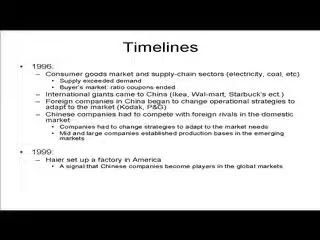 Timelines
• 1996:
– Consumer goods market and supply-chain sectors (electricity, coal, etc)
• Supply exceeded demand
• Buyer's market: ratio coupons ended
– International giants came to China (Ikea, Wal-mart, Starbuck's ect.)
– Foreign companies in China began to change operational strategies to
adapt to the market (Kodak, P&G)
– Chinese companies had to compete with foreign rivals in the domestic
market
• Companies had to change strategies to adapt to the market needs
• Mid and large companies established production bases in the emerging
markets
• 1999:
– Haier set up a factory in America
• A signal that Chinese companies become players in the global markets